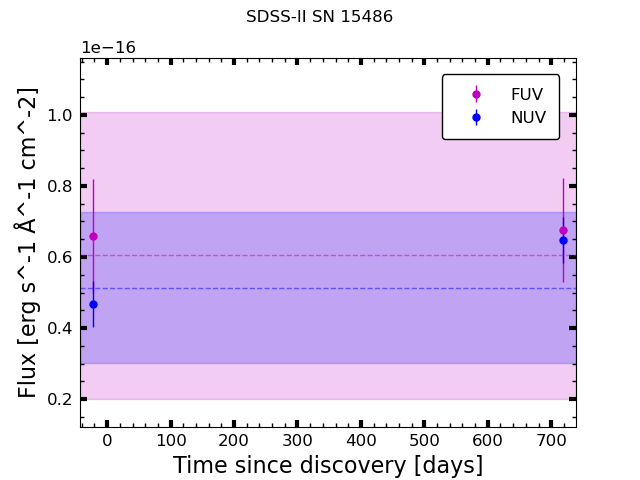 SDSS-II SN 15486
1e−16
Flux [erg s^-1 Å^-1 cm^-2]
1.0
0.8
0.6
0.4
0.2
FUV
NUV
0 100 200 300 400 500 600 700
Time since discovery [days]